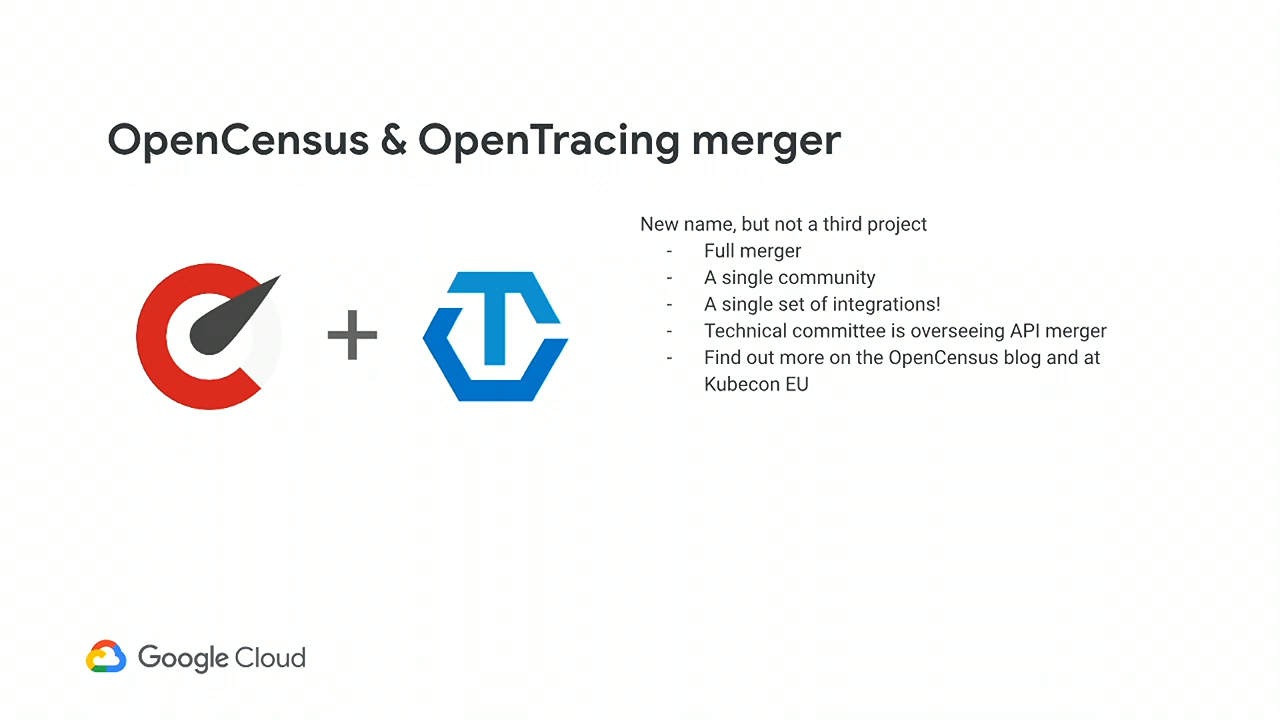 OpenCensus & OpenTracing merger
New name, but not a third project
- Full merger
- A single community
- A single set of integrations!
- Technical committee is overseeing API merger
- Find out more on the OpenCensus blog and at
Kubecon EU
+
Google Cloud